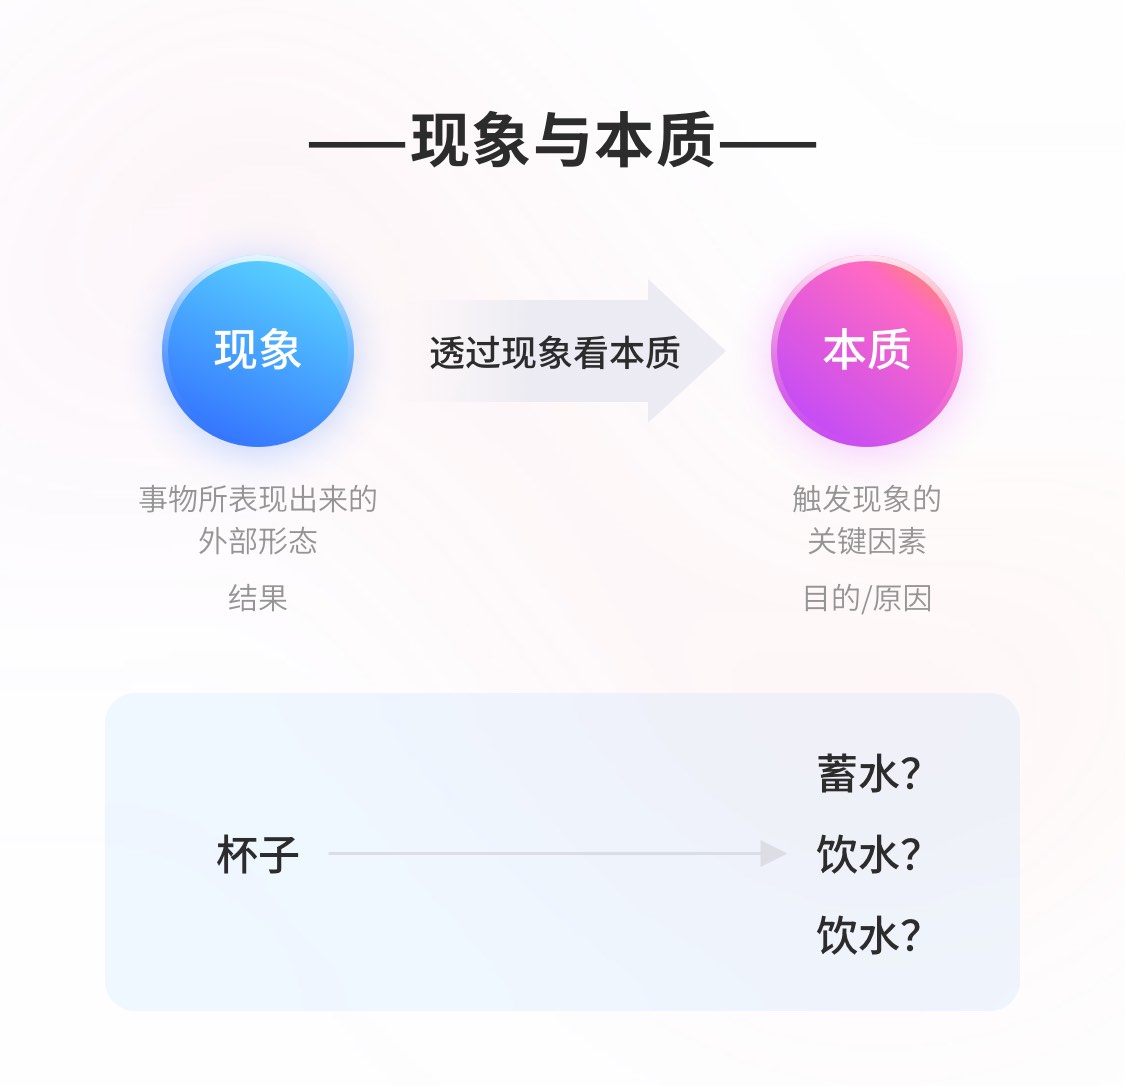 ——现象与本质——
现象
透过现象看本质
本质
事物所表现出来的
外部形态
结果
触发现象的
关键因素
目的/原因
杯子
蓄水?
饮水?
饮水?